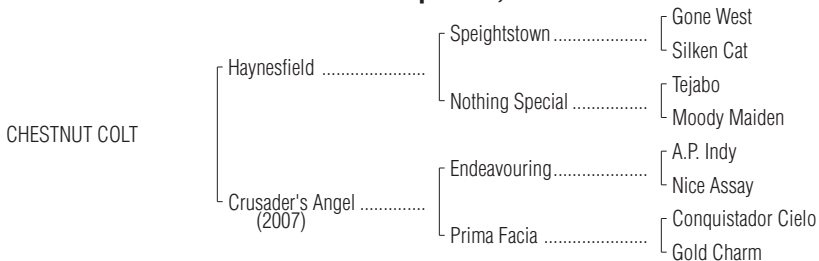 Gone West
Speightstown ....................
Silken Cat
Haynesfield ......................
Tejabo
Nothing Special ................
Moody Maiden
CHESTNUT COLT
A.P. Indy
Endeavouring....................
Nice Assay
Crusader's Angel ..............
(2007)
Conquistador Cielo
Prima Facia ......................
Gold Charm